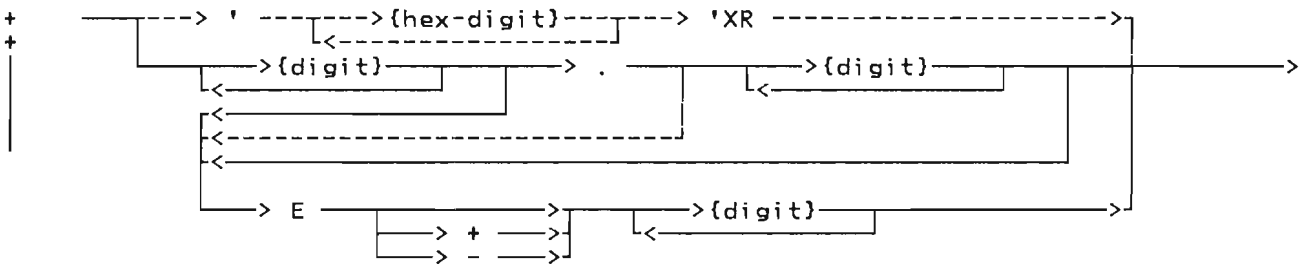 + ' {hex-digit} 'XR
+
{digit} . {digit}
E {digit}
+
-